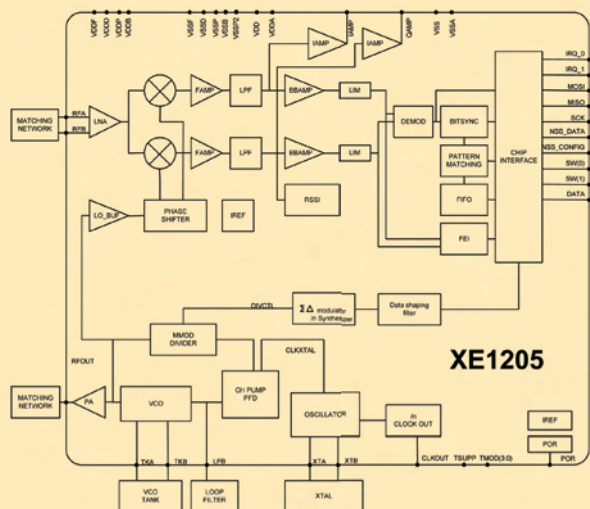 VDDF
VDDD
VDDP
VDDB
VSSF
VSSD
VSSP
VSSB
VSSP2
VDD
VDDA
IAMP
QAMP
VSS
VSSA
IAMP
IAMP
IRQ_0
IRQ_1
MOSI
MISO
SCK
NSS_DATA
NSS_CONFIG
SW(0)
SW(1)
DATA
MATCHING
NETWORK
RFA
RFB
LNA
FAMP
LPF
BBAMP
LIM
FAMP
LPF
BBAMP
LIM
DEMOD
BITSYNC
PATTERN
MATCHING
FIFO
CHIP
INTERFACE
LO_BUF
PHASE
SHIFTER
IREF
RSSI
FEI
DIVCTL
ΣΔ modulator
in Synthesizer
Data shaping
filter
MMOD
DIVIDER
CLKXTAL
XE1205
RFOUT
MATCHING
NETWORK
PA
VCO
CH PUMP
PFD
OSCILLATOR
/n
CLOCK OUT
IREF
POR
TKA
TKB
LFB
XTA
XTB
CLKOUT
TSUPP
TMOD(3:0)
POR
VCO
TANK
LOOP
FILTER
XTAL